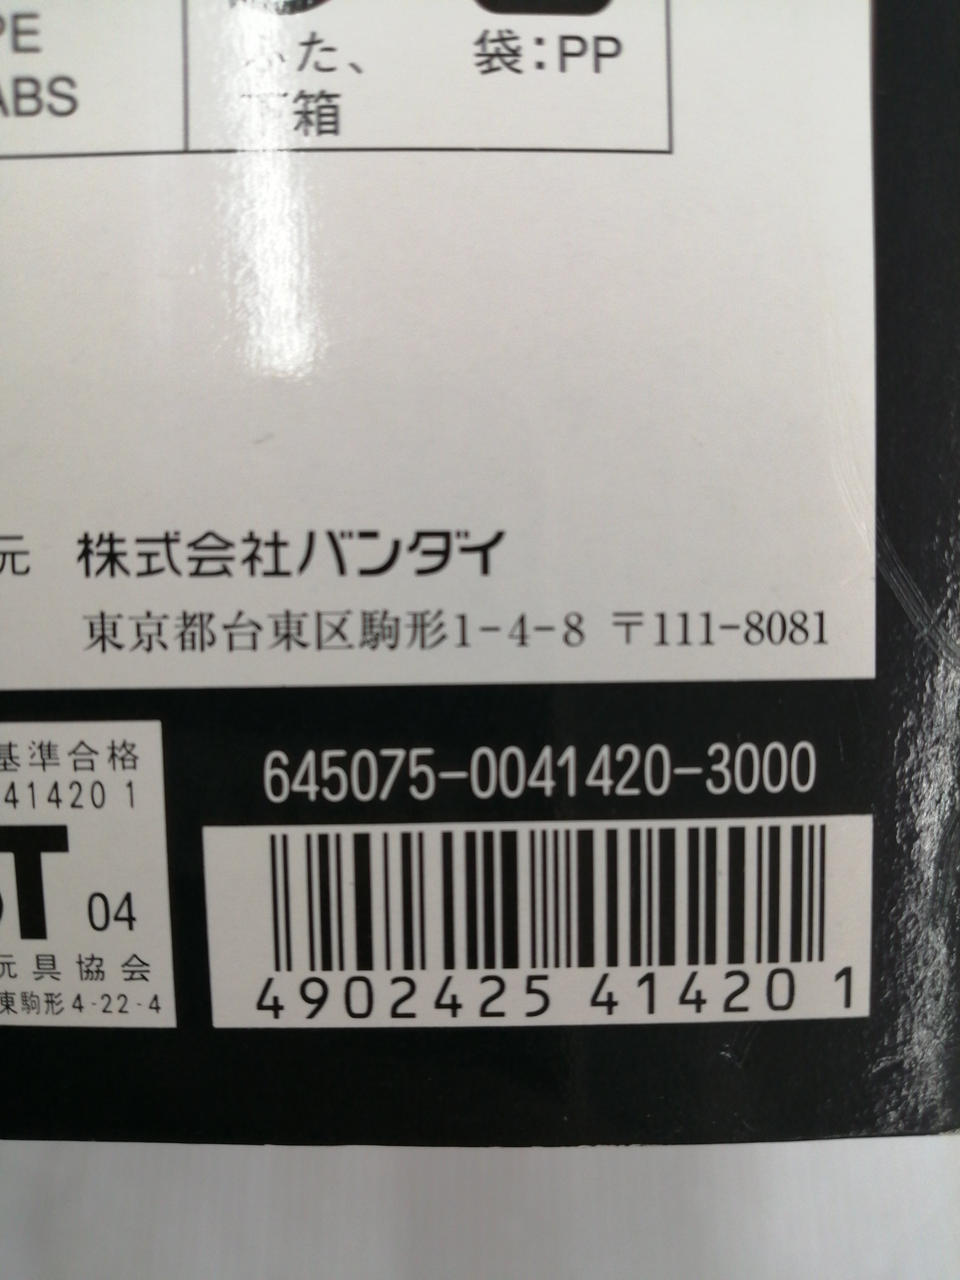 PE
ABS
ふた、
下箱
袋：PP
元 株式会社バンダイ
東京都台東区駒形1-4-8 〒111-8081
基準合格
41420 1
T 04
玩具協会
東駒形4-22-4
645075-0041420-3000
4902425 41420 1